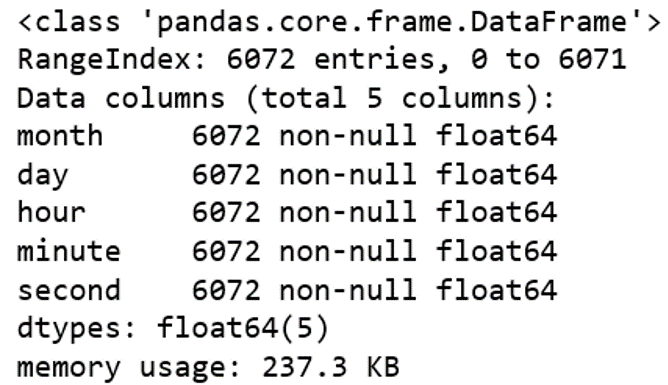 <class 'pandas.core.frame.DataFrame'>
RangeIndex: 6072 entries, 0 to 6071
Data columns (total 5 columns):
month     6072 non-null float64
day       6072 non-null float64
hour      6072 non-null float64
minute    6072 non-null float64
second    6072 non-null float64
dtypes: float64(5)
memory usage: 237.3 KB